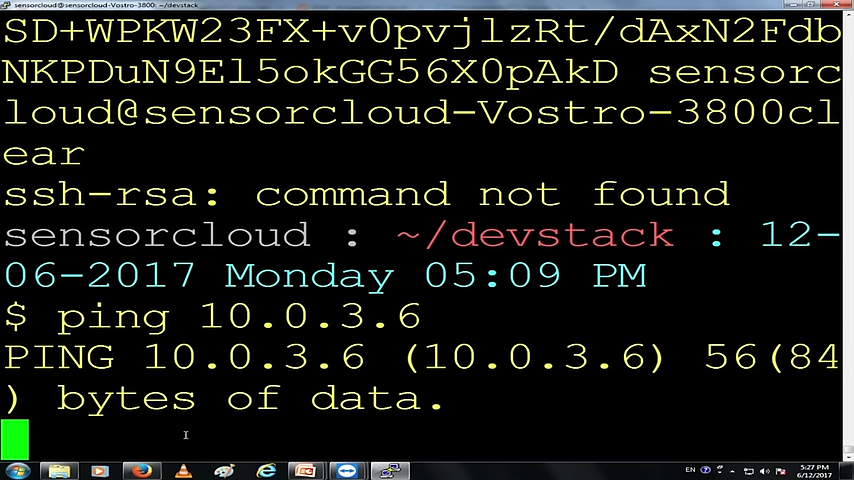 sensorcloud@sensorcloud-Vostro-3800: ~/devstack
SD+WPKW23FX+v0pvjlzRt/dAxN2Fdb
NKPDuN9El5okGG56X0pAkD sensorc
loud@sensorcloud-Vostro-3800cl
ear
ssh-rsa: command not found
sensorcloud : ~/devstack : 12-
06-2017 Monday 05:09 PM
$ ping 10.0.3.6
PING 10.0.3.6 (10.0.3.6) 56(84
) bytes of data.
EN
5:27 PM
6/12/2017